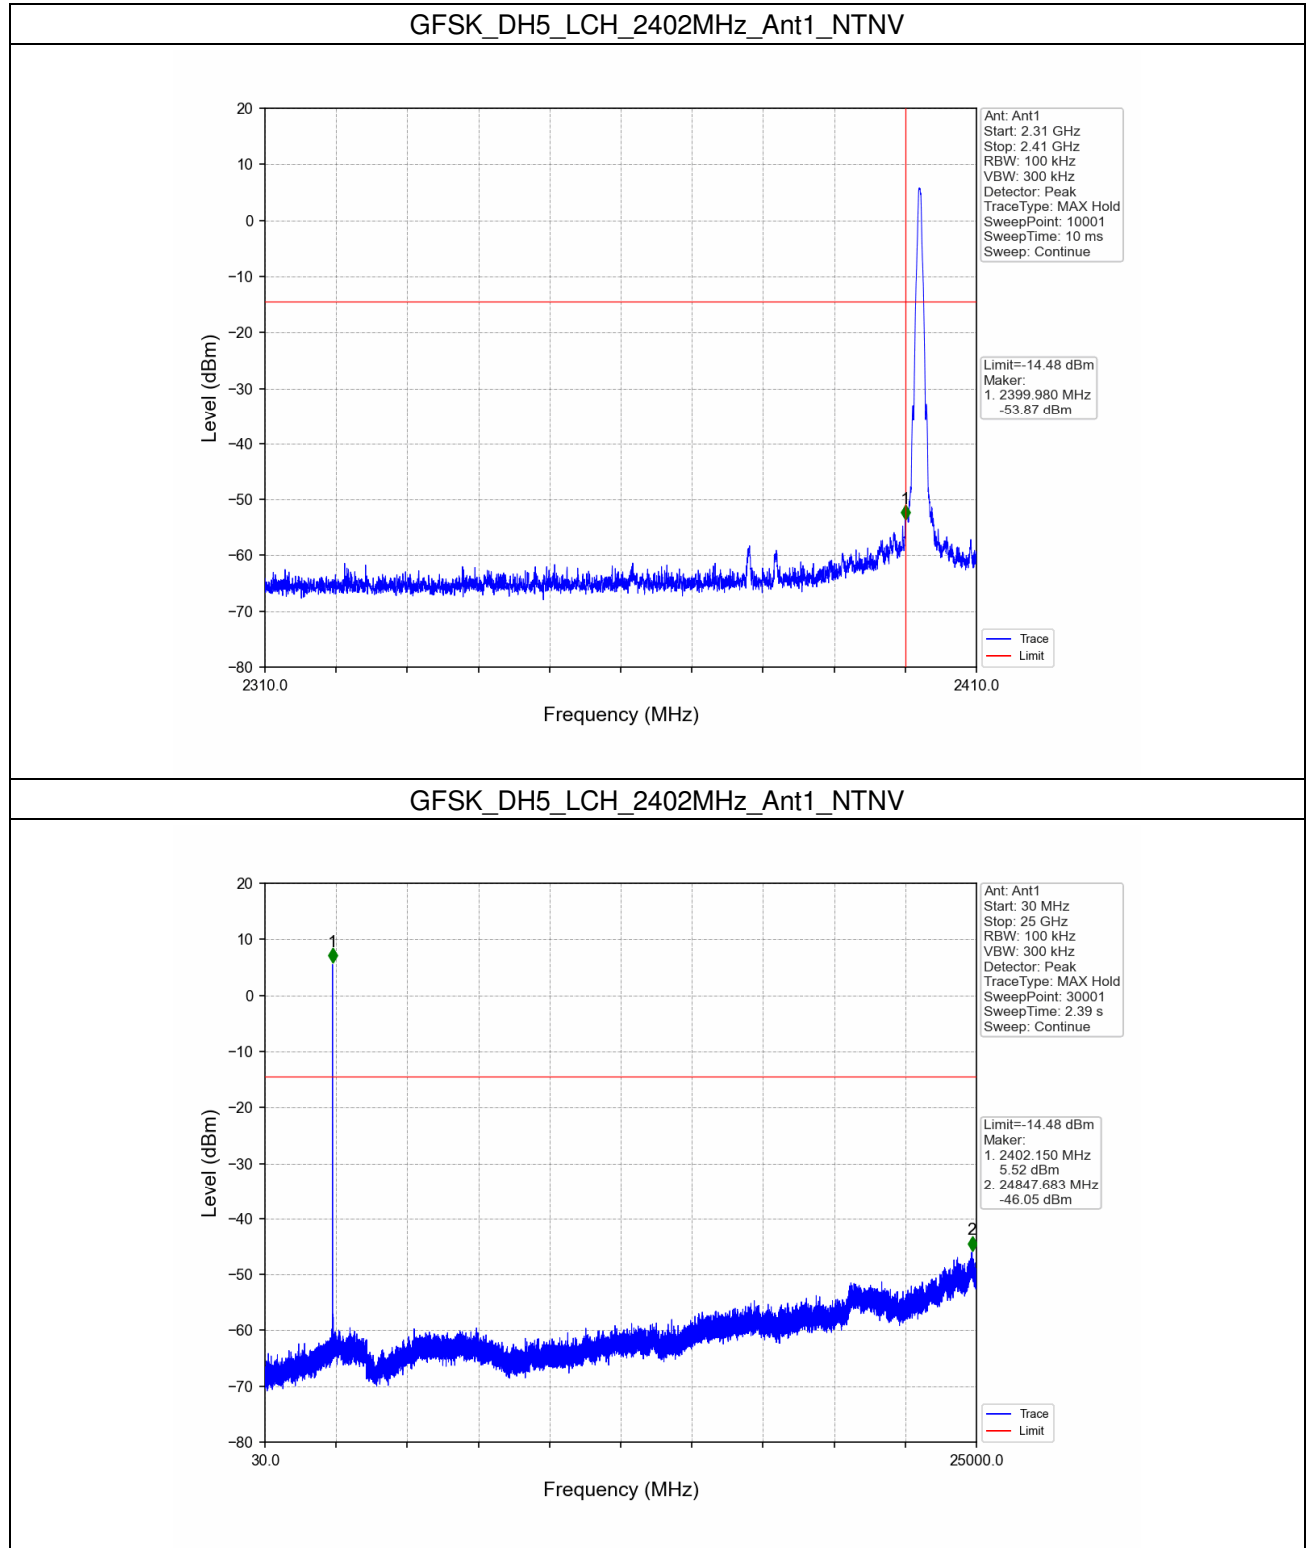 GFSK_DH5_LCH_2402MHz_Ant1_NTNV
20
10
0
−10
−20
−30
−40
−50
−60
−70
−80
Level (dBm)
1
2310.0
2410.0
Frequency (MHz)
Ant: Ant1
Start: 2.31 GHz
Stop: 2.41 GHz
RBW: 100 kHz
VBW: 300 kHz
Detector: Peak
TraceType: MAX Hold
SweepPoint: 10001
SweepTime: 10 ms
Sweep: Continue
Limit=-14.48 dBm
Maker:
1. 2399.980 MHz
-53.87 dBm
Trace
Limit
GFSK_DH5_LCH_2402MHz_Ant1_NTNV
20
10
0
−10
−20
−30
−40
−50
−60
−70
−80
Level (dBm)
1
2
30.0
25000.0
Frequency (MHz)
Ant: Ant1
Start: 30 MHz
Stop: 25 GHz
RBW: 100 kHz
VBW: 300 kHz
Detector: Peak
TraceType: MAX Hold
SweepPoint: 30001
SweepTime: 2.39 s
Sweep: Continue
Limit=-14.48 dBm
Maker:
1. 2402.150 MHz
5.52 dBm
2. 24847.683 MHz
-46.05 dBm
Trace
Limit